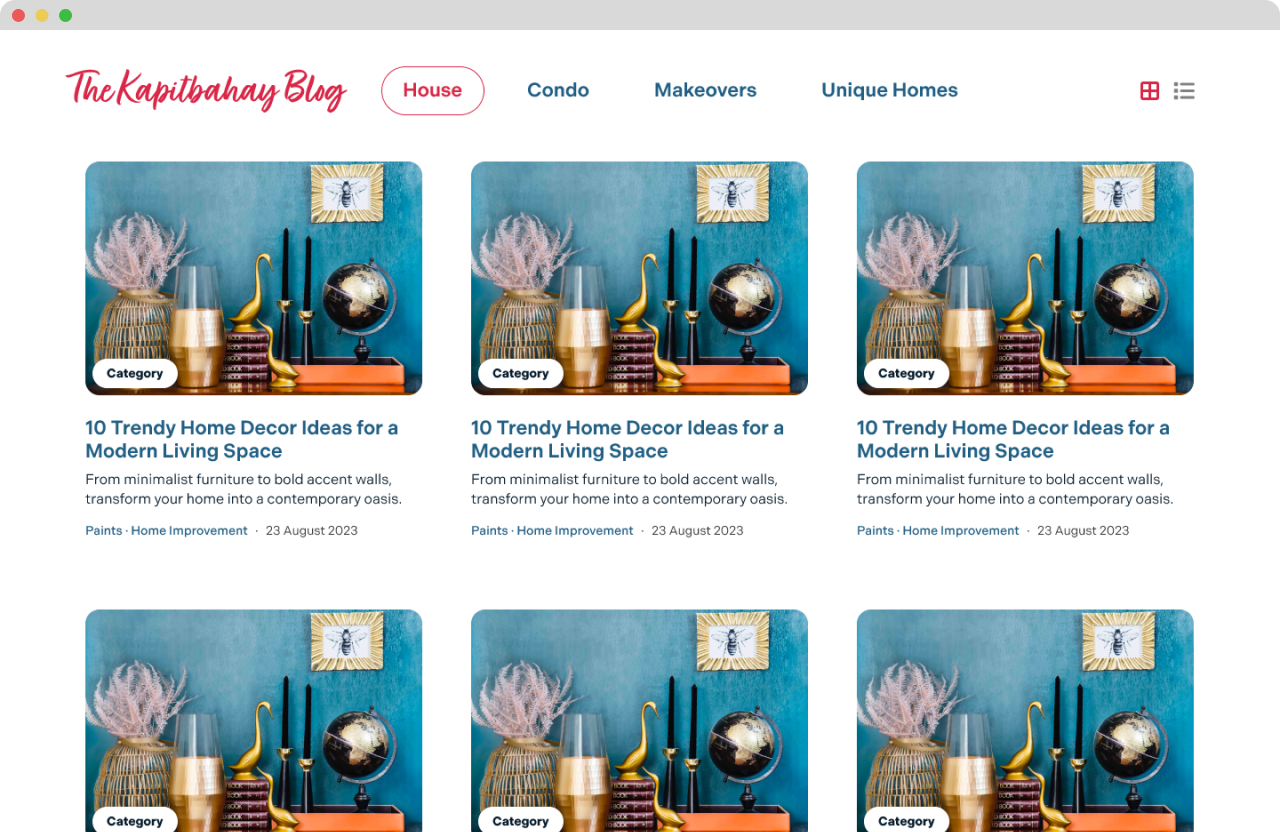 The Kapitbahay Blog
House
Condo
Makeovers
Unique Homes
Category
Category
Category
10 Trendy Home Decor Ideas for a
Modern Living Space
From minimalist furniture to bold accent walls,
transform your home into a contemporary oasis.
Paints · Home Improvement · 23 August 2023
10 Trendy Home Decor Ideas for a
Modern Living Space
From minimalist furniture to bold accent walls,
transform your home into a contemporary oasis.
Paints · Home Improvement · 23 August 2023
10 Trendy Home Decor Ideas for a
Modern Living Space
From minimalist furniture to bold accent walls,
transform your home into a contemporary oasis.
Paints · Home Improvement · 23 August 2023
Category
Category
Category